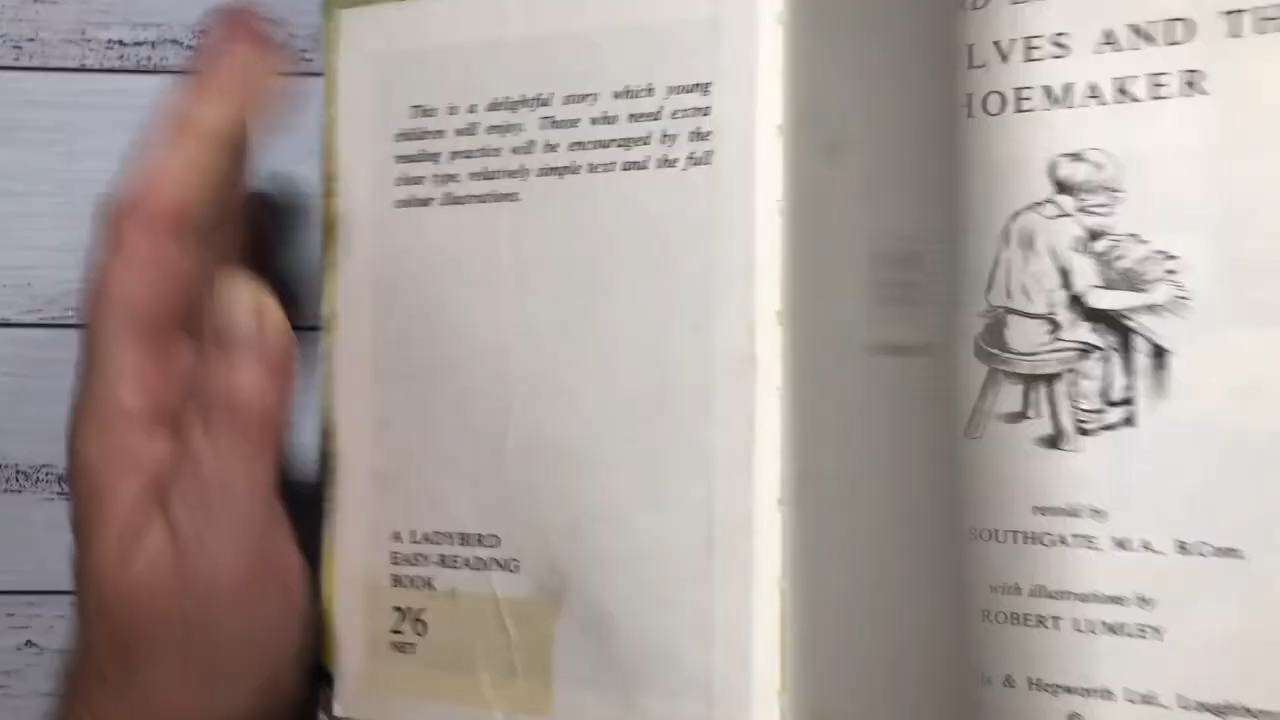 This is a delightful story which young
children will enjoy. Those who need extra
reading practice will be encouraged by the
clear type, relatively simple text and the full
colour illustrations.
A LADYBIRD
EASY-READING
BOOK
2'6
NET
LVES AND TH
HOEMAKER
retold by
SOUTHGATE, M.A., B.Com.
with illustrations by
ROBERT LUMLEY
& Hepworth Ltd., Loughbor